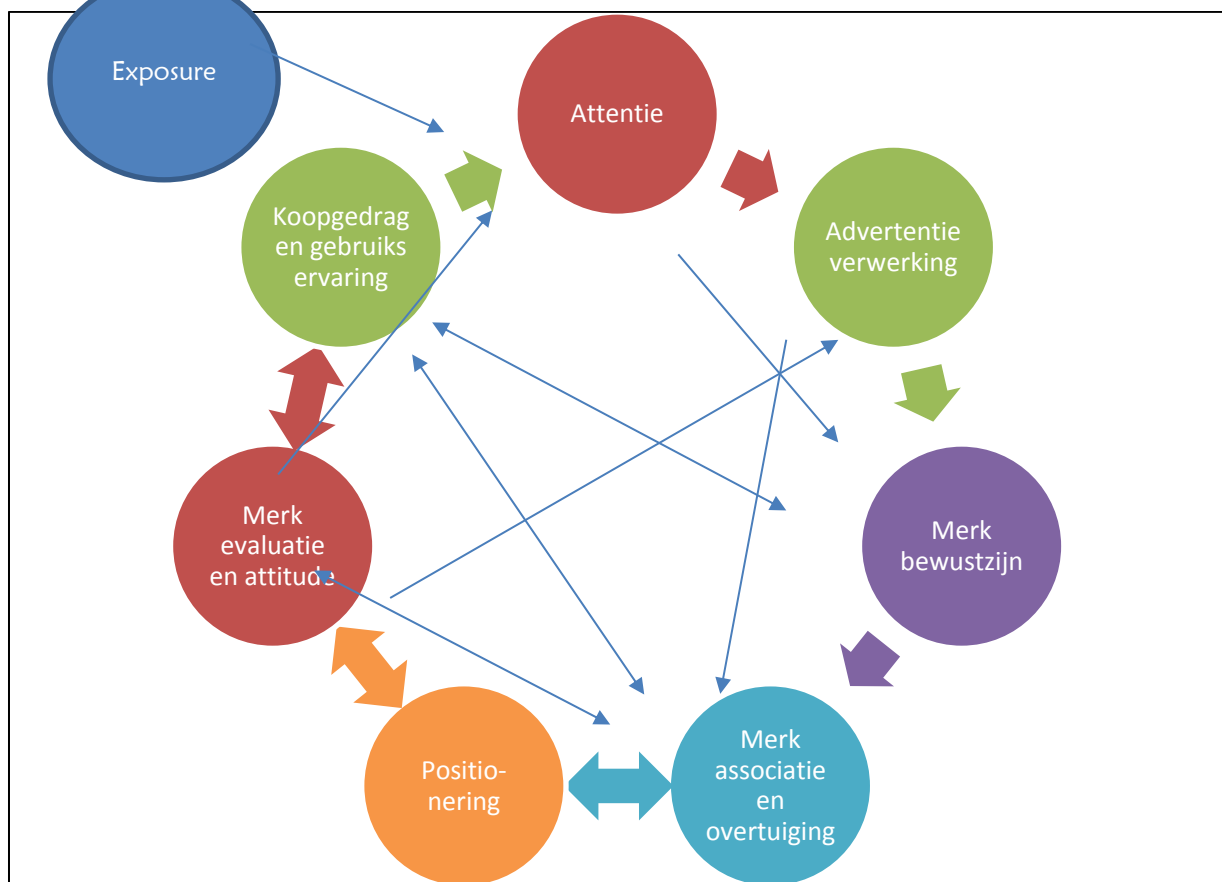 Exposure
Attentie
Koopgedrag
en gebruiks
ervaring
Advertentie
verwerking
Merk
evaluatie
en attitude
Merk
bewustzijn
Positio-
nering
Merk
associatie
en
overtuiging